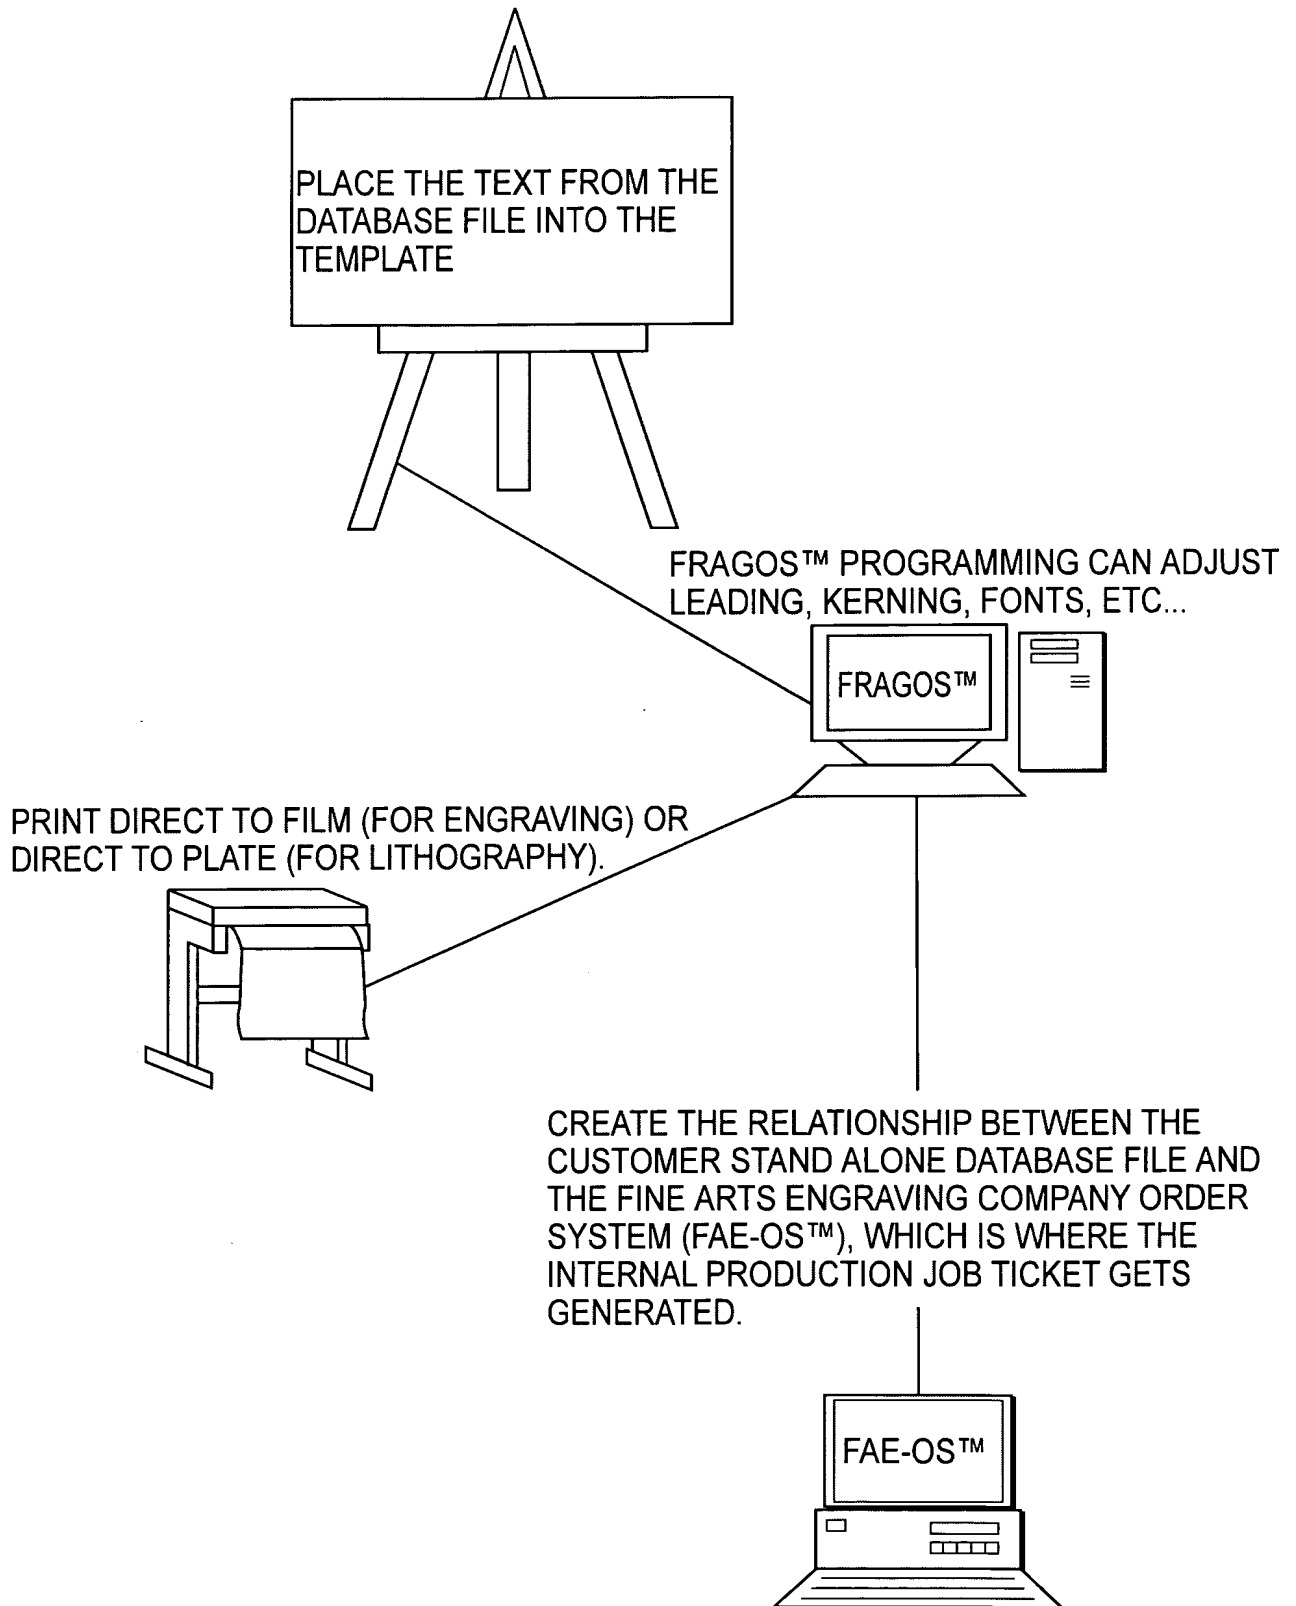 PLACE THE TEXT FROM THE
DATABASE FILE INTO THE
TEMPLATE
FRAGOS™ PROGRAMMING CAN ADJUST
LEADING, KERNING, FONTS, ETC...
FRAGOS™
PRINT DIRECT TO FILM (FOR ENGRAVING) OR
DIRECT TO PLATE (FOR LITHOGRAPHY).
CREATE THE RELATIONSHIP BETWEEN THE
CUSTOMER STAND ALONE DATABASE FILE AND
THE FINE ARTS ENGRAVING COMPANY ORDER
SYSTEM (FAE-OS™), WHICH IS WHERE THE
INTERNAL PRODUCTION JOB TICKET GETS
GENERATED.
FAE-OS™